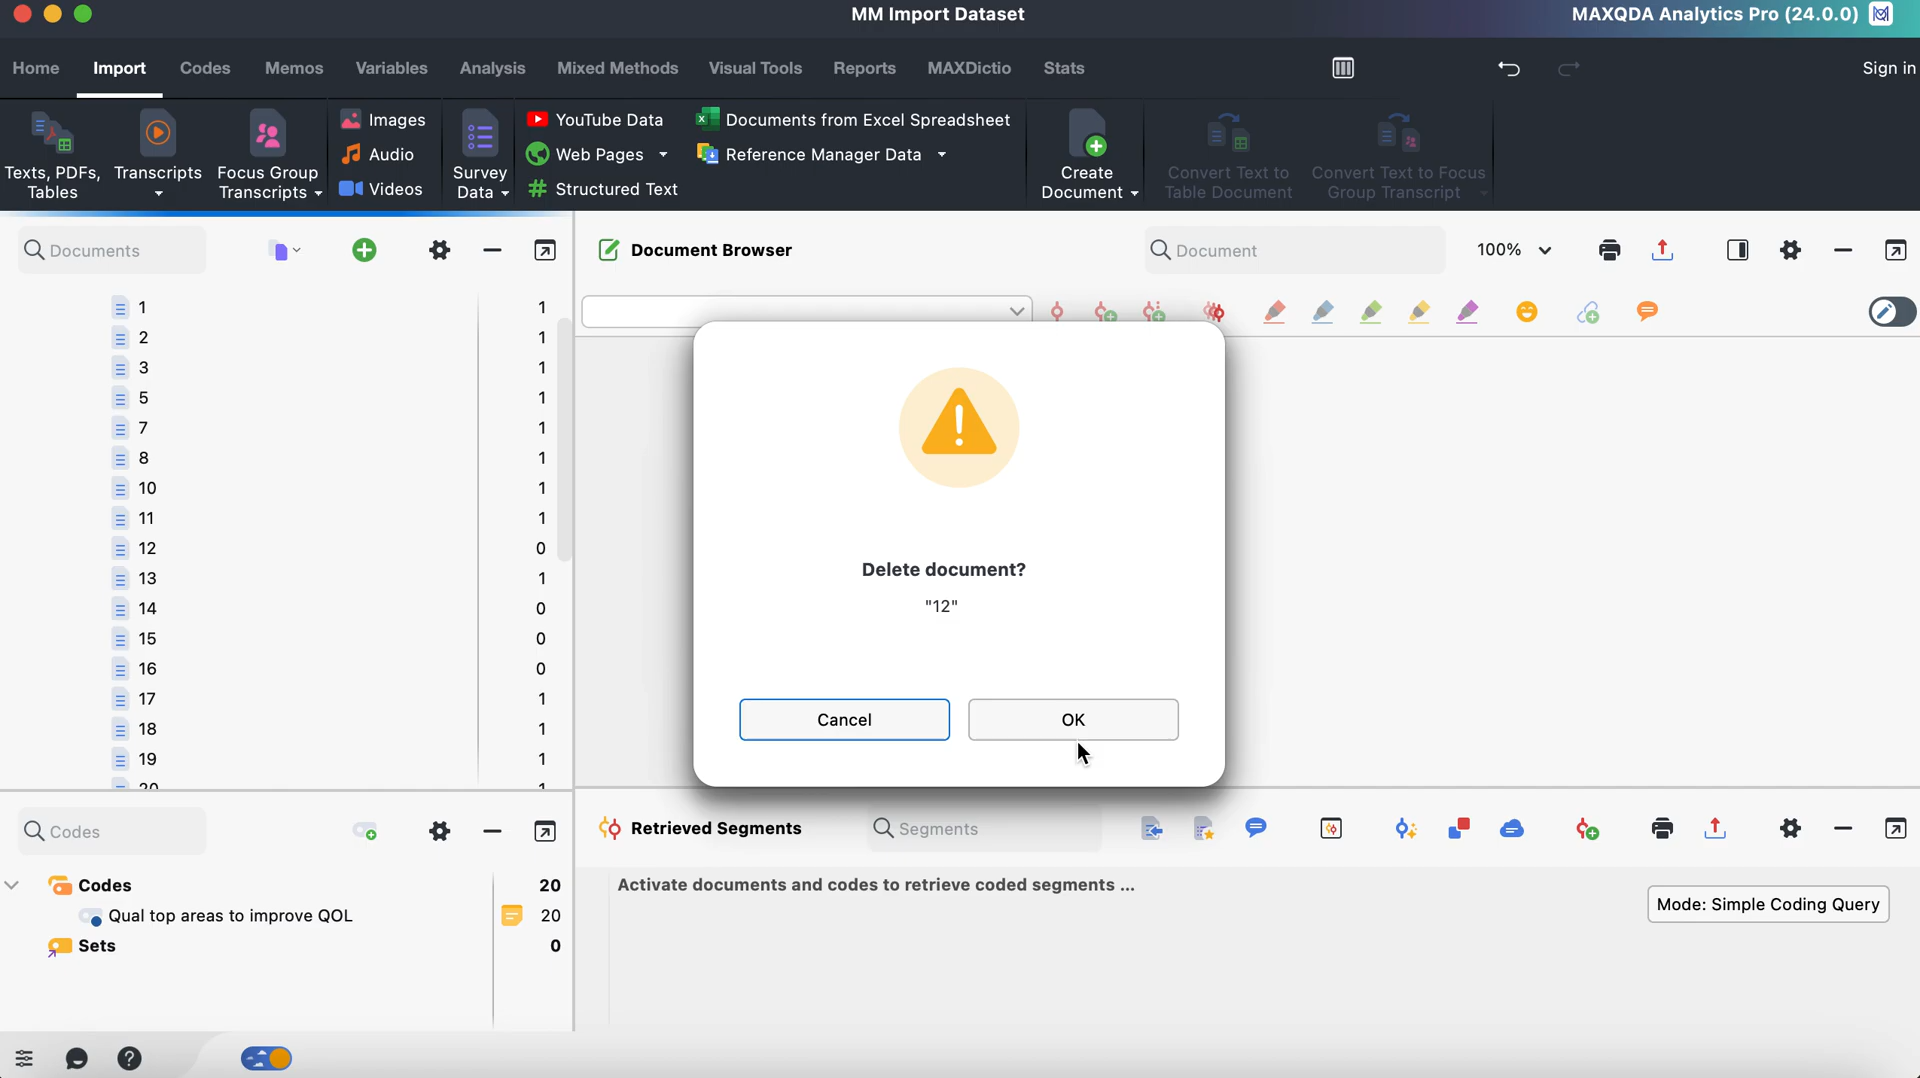 MM Import Dataset
MAXQDA Analytics Pro (24.0.0)
Home Import Codes Memos Variables Analysis Mixed Methods Visual Tools Reports MAXDictio Stats Sign in
Texts, PDFs, Tables
Transcripts
Focus Group Transcripts
Images
Audio
Videos
Survey Data
YouTube Data
Web Pages
Structured Text
Documents from Excel Spreadsheet
Reference Manager Data
Create Document
Convert Text to Table Document
Convert Text to Focus Group Transcript
Documents
Document Browser
Document
100%
1 1
2 1
3 1
5 1
7 1
8 1
10 1
11 1
12 0
13 1
14 0
15 0
16 0
17 1
18 1
19 1
20 1
Delete document?
"12"
Cancel
OK
Codes
Codes 20
Qual top areas to improve QOL 20
Sets 0
Retrieved Segments
Segments
Activate documents and codes to retrieve coded segments ...
Mode: Simple Coding Query